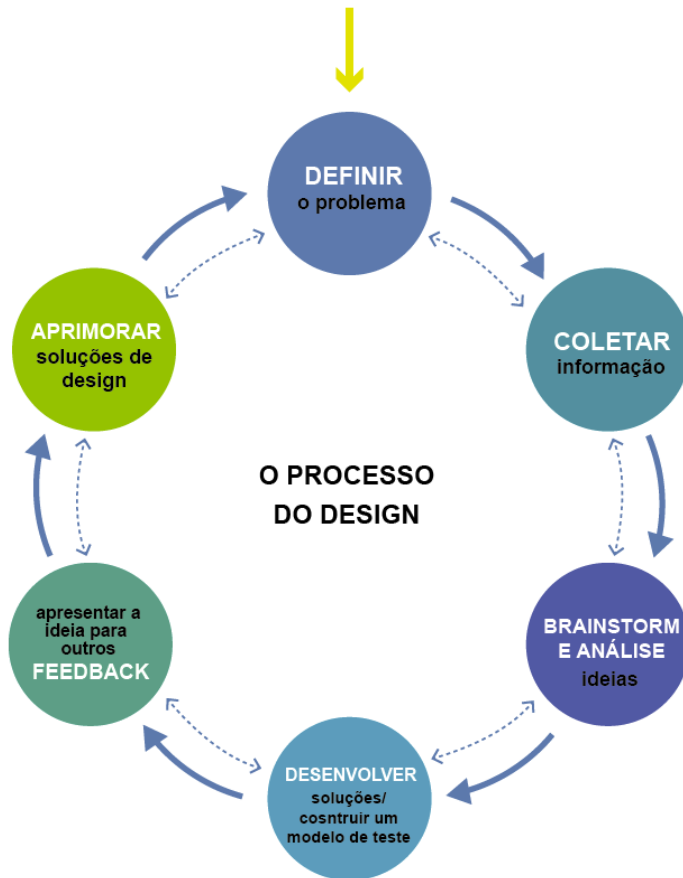 DEFINIR
o problema
COLETAR
informação
BRAINSTORM
E ANÁLISE
ideias
DESENVOLVER
soluções/
cosntruir um
modelo de teste
apresentar a
ideia para
outros
FEEDBACK
APRIMORAR
soluções de
design
O PROCESSO
DO DESIGN